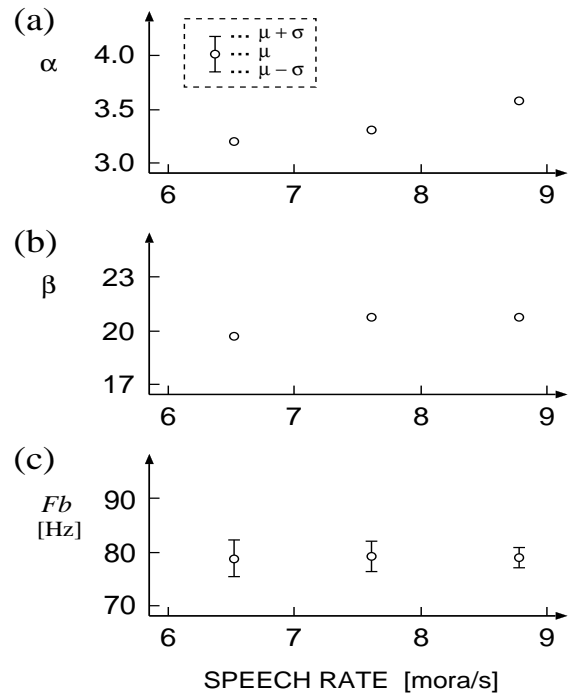 (a)
α
4.0
3.5
3.0
... μ + σ
... μ
... μ − σ
6 7 8 9
(b)
β
23
20
17
6 7 8 9
(c)
Fb
[Hz]
90
80
70
6 7 8 9
SPEECH RATE [mora/s]